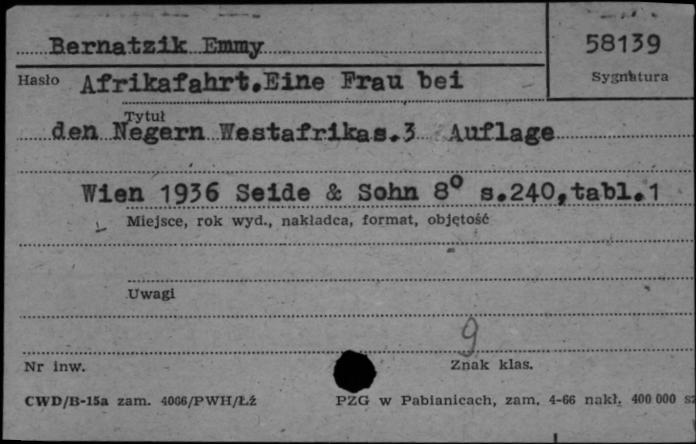 Bernatzik Emmy
58139
Hasło
Sygnatura
Afrikafahrt.Eine Frau bei
Tytuł
den Negern Westafrikas.3 Auflage
Wien 1936 Seide & Sohn 8° s.240,tabl.1
Miejsce, rok wyd., nakładca, format, objętość
Uwagi
9
Nr inw.
Znak klas.
CWD/B-15a zam. 4066/PWH/Łź
PZG w Pabianicach, zam. 4-66 nakł. 400 000